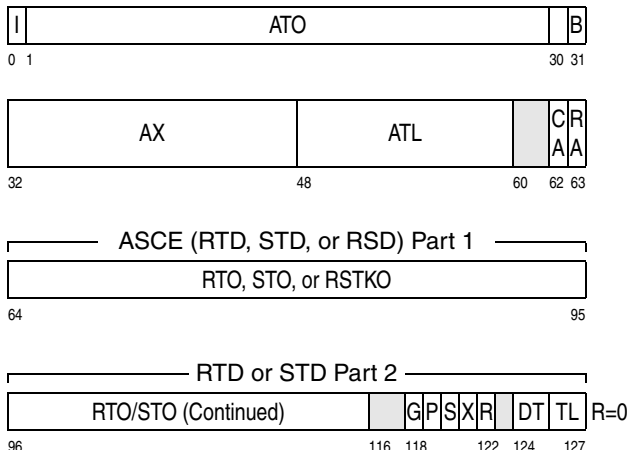 I ATO B
0 1 30 31
AX ATL C R
A A
32 48 60 62 63
ASCE (RTD, STD, or RSD) Part 1
RTO, STO, or RSTKO
64 95
RTD or STD Part 2
RTO/STO (Continued) G P S X R DT TL R=0
96 116 118 122 124 127